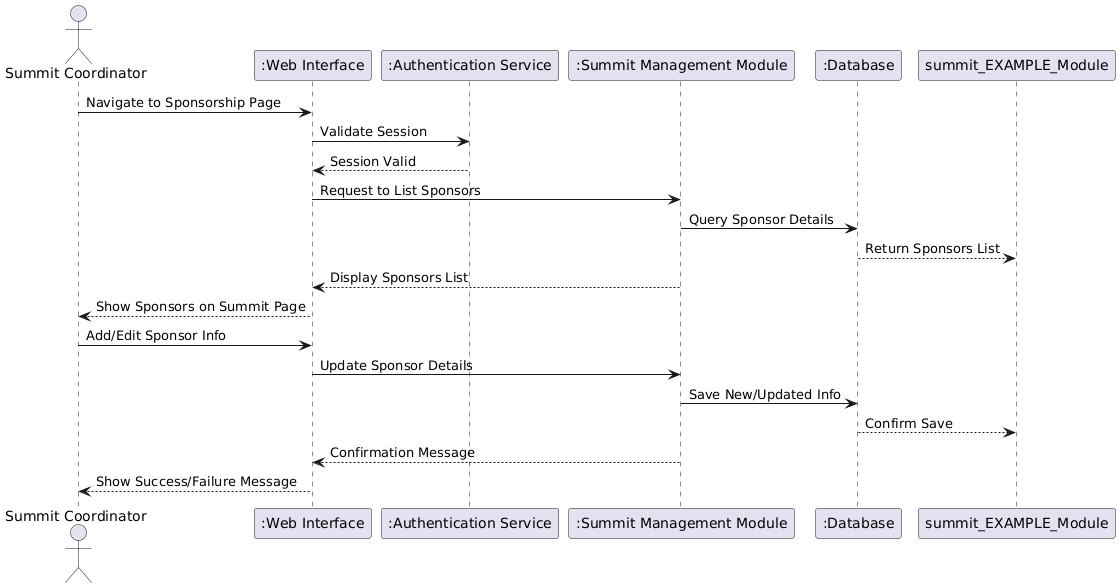 Summit Coordinator
:Web Interface
:Authentication Service
:Summit Management Module
:Database
summit_EXAMPLE_Module
Navigate to Sponsorship Page
Validate Session
Session Valid
Request to List Sponsors
Query Sponsor Details
Return Sponsors List
Display Sponsors List
Show Sponsors on Summit Page
Add/Edit Sponsor Info
Update Sponsor Details
Save New/Updated Info
Confirm Save
Confirmation Message
Show Success/Failure Message
Summit Coordinator
:Web Interface
:Authentication Service
:Summit Management Module
:Database
summit_EXAMPLE_Module